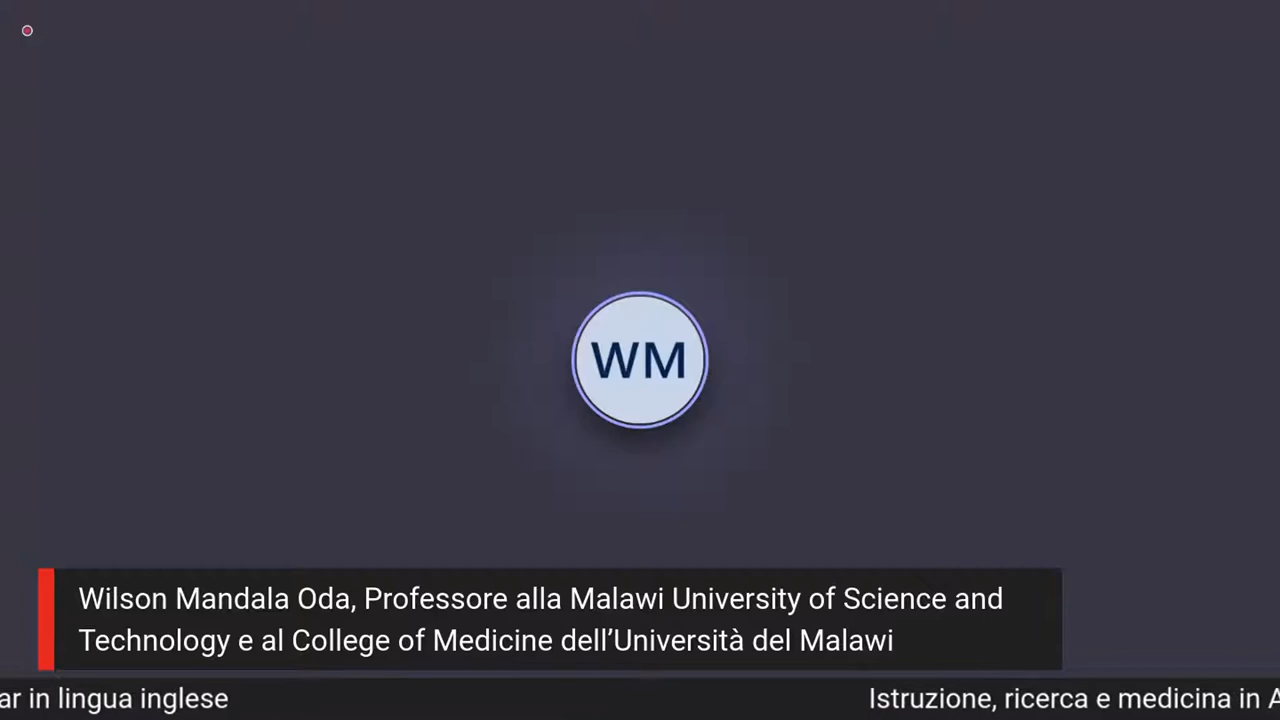 WM
Wilson Mandala Oda, Professore alla Malawi University of Science and
Technology e al College of Medicine dell’Università del Malawi
ar in lingua inglese
Istruzione, ricerca e medicina in A